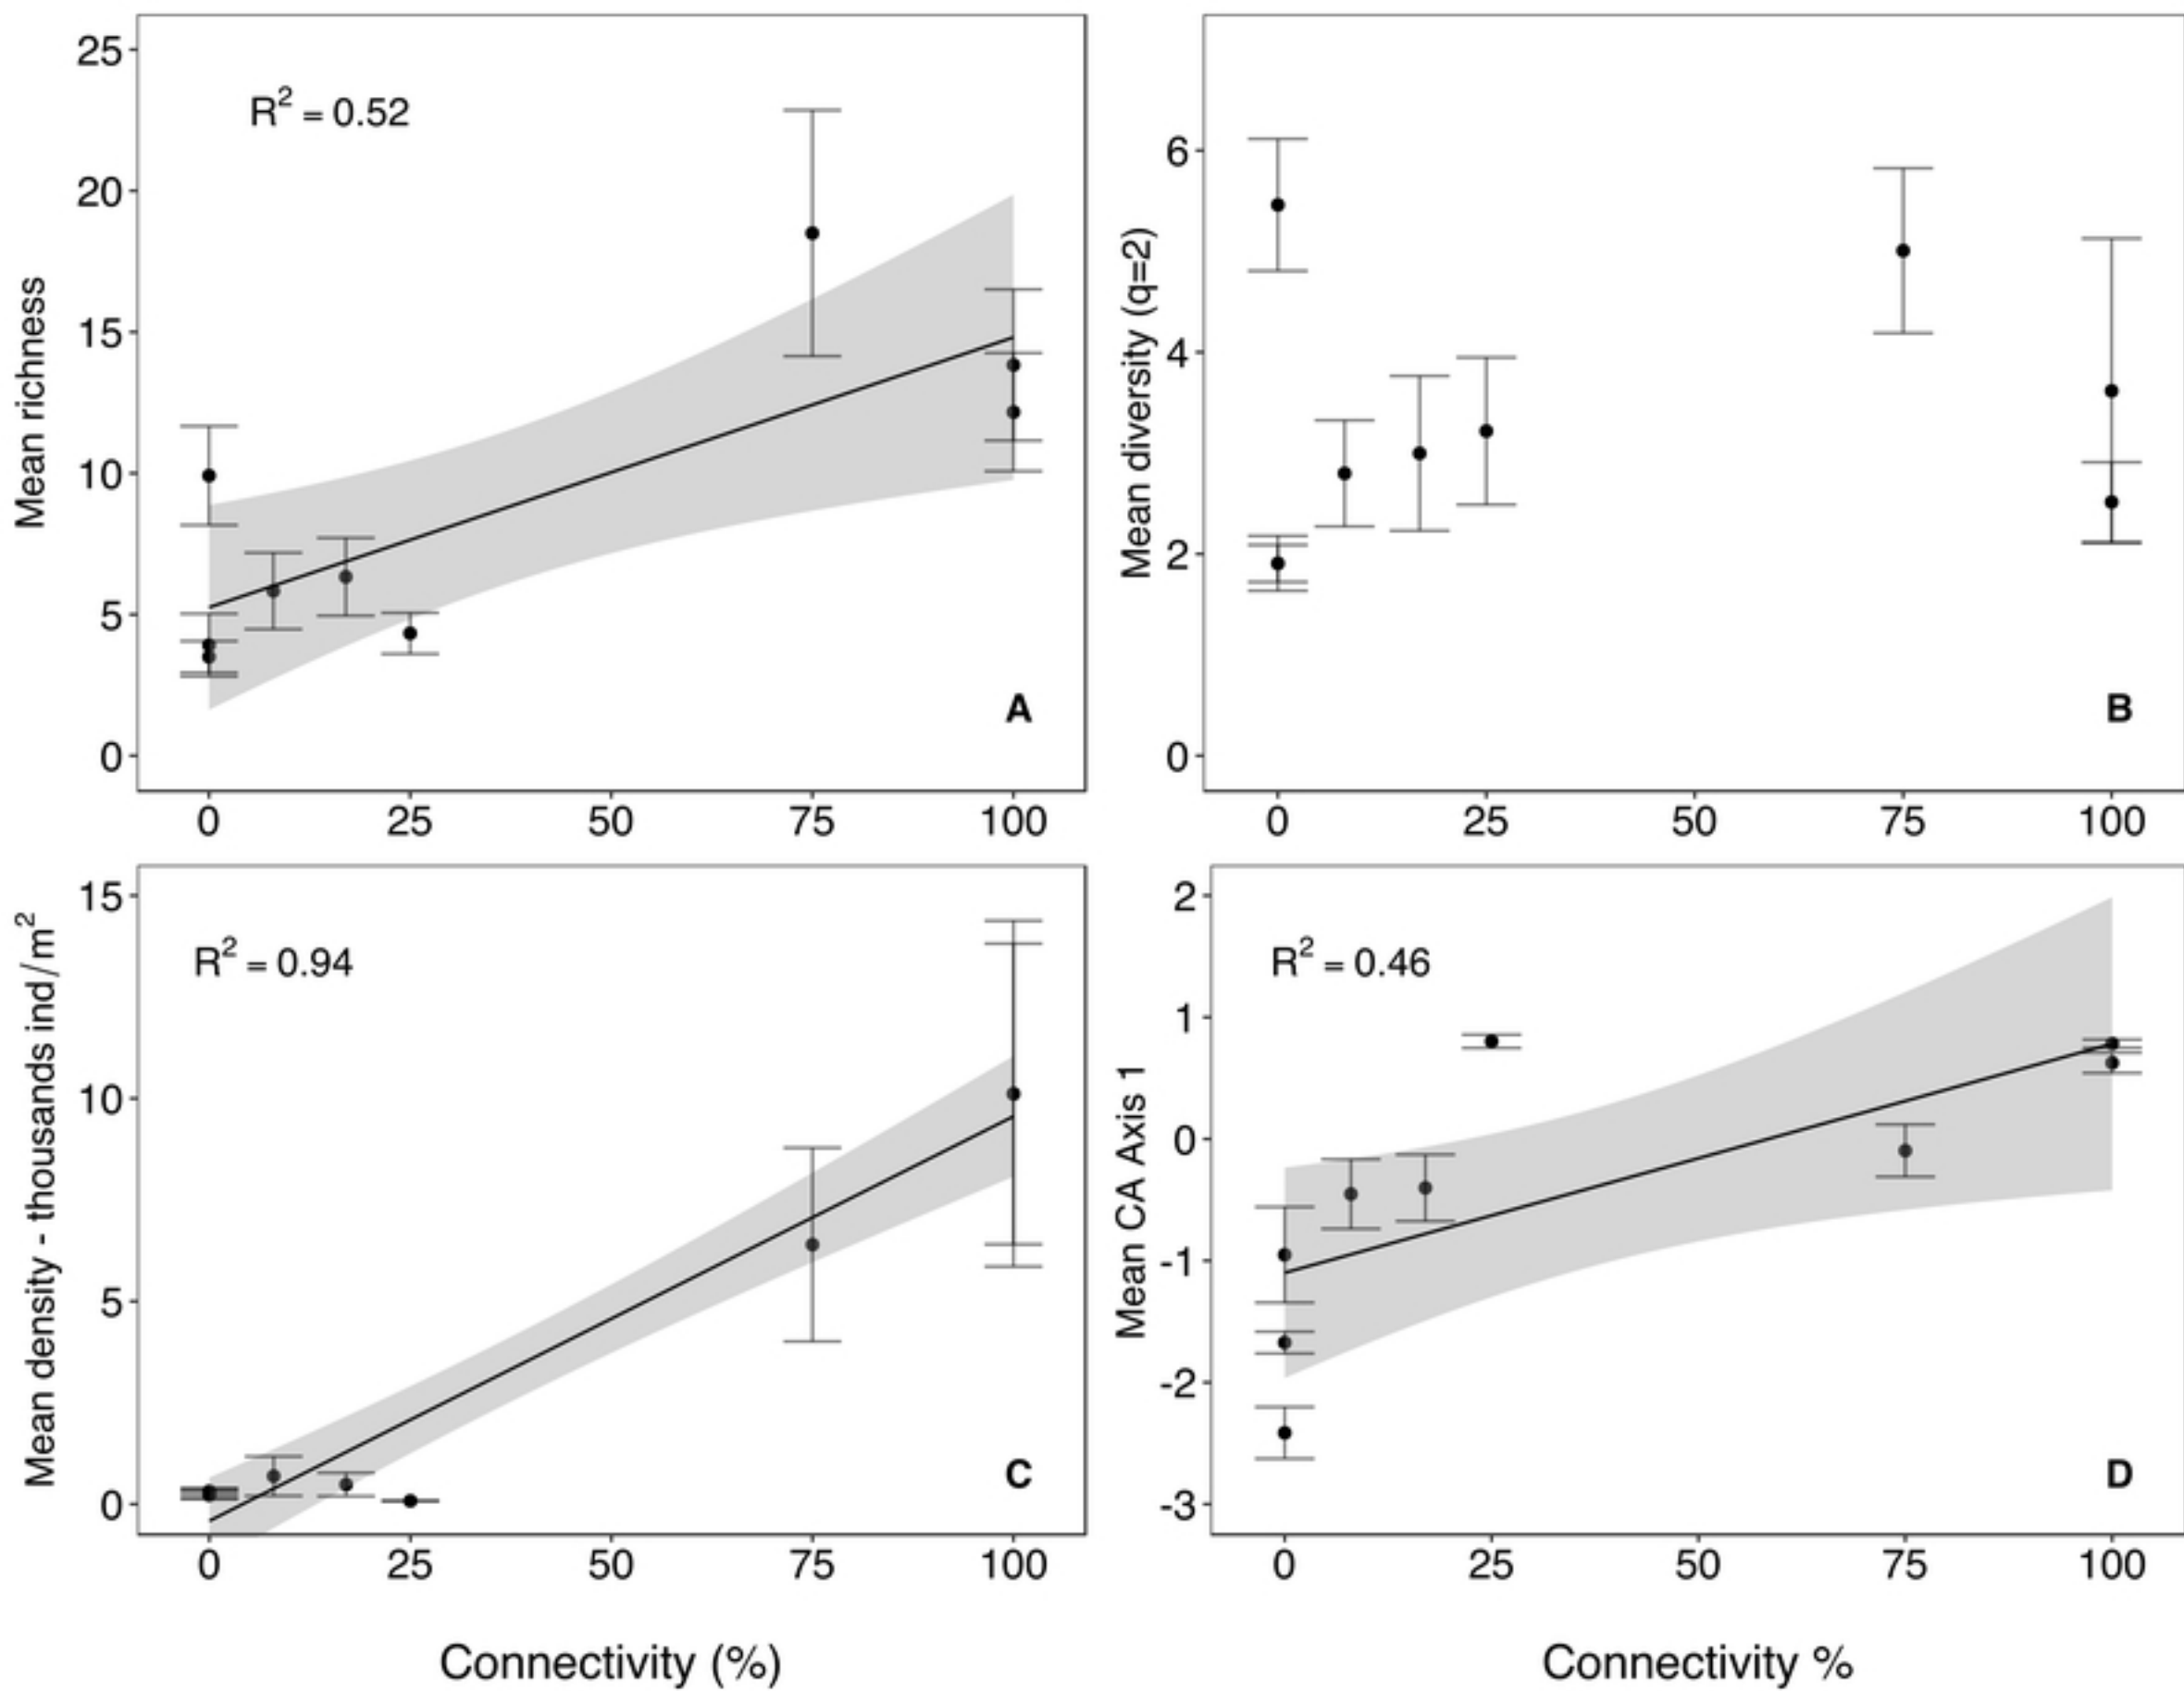 25
20
15
10
5
0
Mean richness
R² = 0.52
A
0 25 50 75 100
6
4
2
0
Mean diversity (q=2)
B
0 25 50 75 100
15
10
5
0
Mean density - thousands ind/m²
R² = 0.94
C
0 25 50 75 100
Connectivity (%)
2
1
0
-1
-2
-3
Mean CA Axis 1
R² = 0.46
D
0 25 50 75 100
Connectivity %